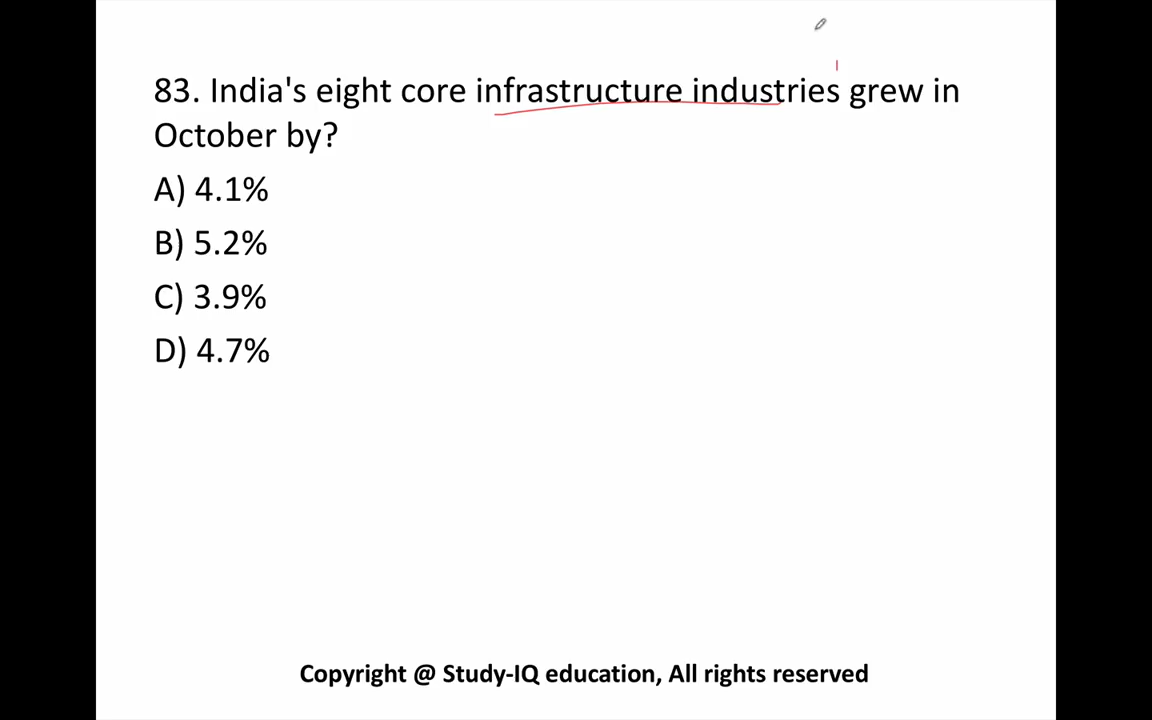 83. India's eight core infrastructure industries grew in
October by?
A) 4.1%
B) 5.2%
C) 3.9%
D) 4.7%
Copyright @ Study-IQ education, All rights reserved